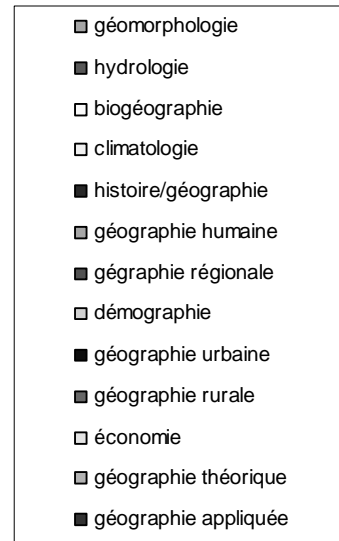 géomorphologie
hydrologie
biogéographie
climatologie
histoire/géographie
géographie humaine
gégraphie régionale
démographie
géographie urbaine
géographie rurale
économie
géographie théorique
géographie appliquée